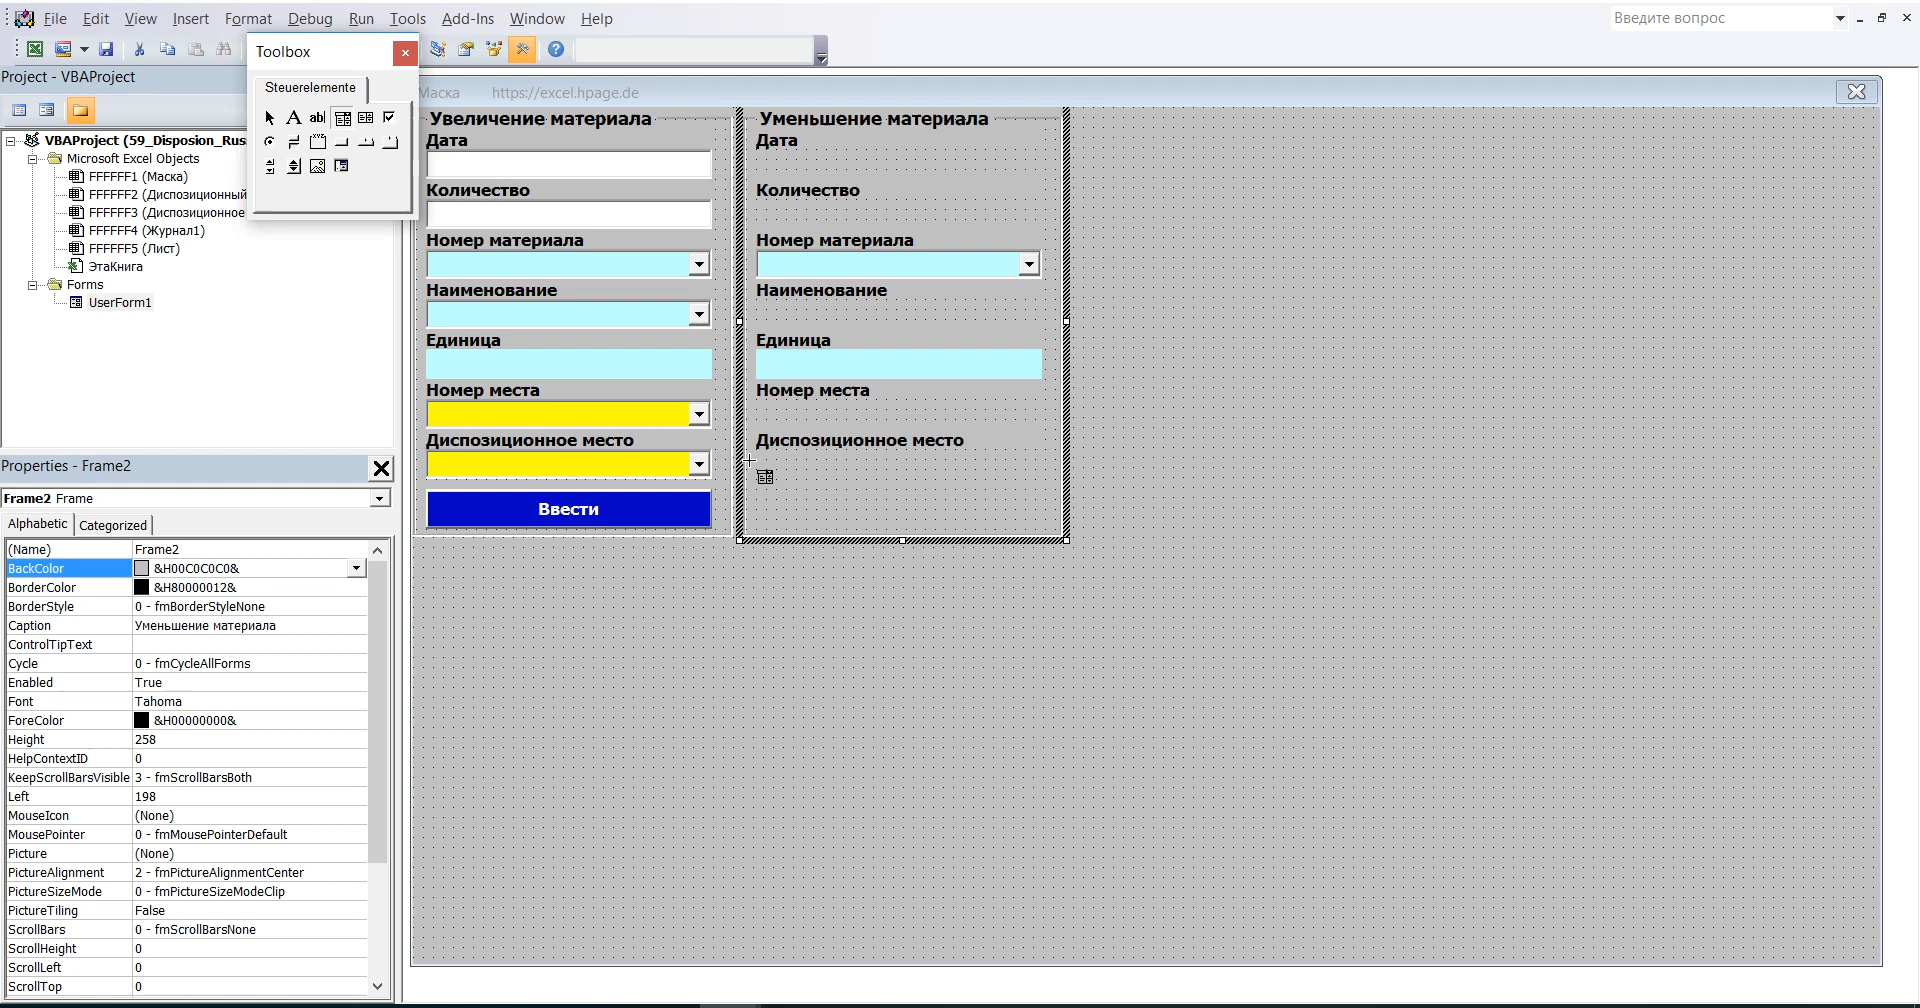 File Edit View Insert Format Debug Run Tools Add-Ins Window Help
Введите вопрос
Project - VBAProject
Toolbox
Steuerelemente
A ab|
XYZ
VBAProject (59_Disposion_Rus
Microsoft Excel Objects
FFFFFF1 (Маска)
FFFFFF2 (Диспозиционный
FFFFFF3 (Диспозиционное
FFFFFF4 (Журнал1)
FFFFFF5 (Лист)
ЭтаКнига
Forms
UserForm1
Properties - Frame2
Frame2 Frame
Alphabetic Categorized
(Name) Frame2
BackColor &H00C0C0C0&
BorderColor &H80000012&
BorderStyle 0 - fmBorderStyleNone
Caption Уменьшение материала
ControlTipText
Cycle 0 - fmCycleAllForms
Enabled True
Font Tahoma
ForeColor &H00000000&
Height 258
HelpContextID 0
KeepScrollBarsVisible 3 - fmScrollBarsBoth
Left 198
MouseIcon (None)
MousePointer 0 - fmMousePointerDefault
Picture (None)
PictureAlignment 2 - fmPictureAlignmentCenter
PictureSizeMode 0 - fmPictureSizeModeClip
PictureTiling False
ScrollBars 0 - fmScrollBarsNone
ScrollHeight 0
ScrollLeft 0
ScrollTop 0
Маска https://excel.hpage.de
Увеличение материала
Дата
Количество
Номер материала
Наименование
Единица
Номер места
Диспозиционное место
Ввести
Уменьшение материала
Дата
Количество
Номер материала
Наименование
Единица
Номер места
Диспозиционное место